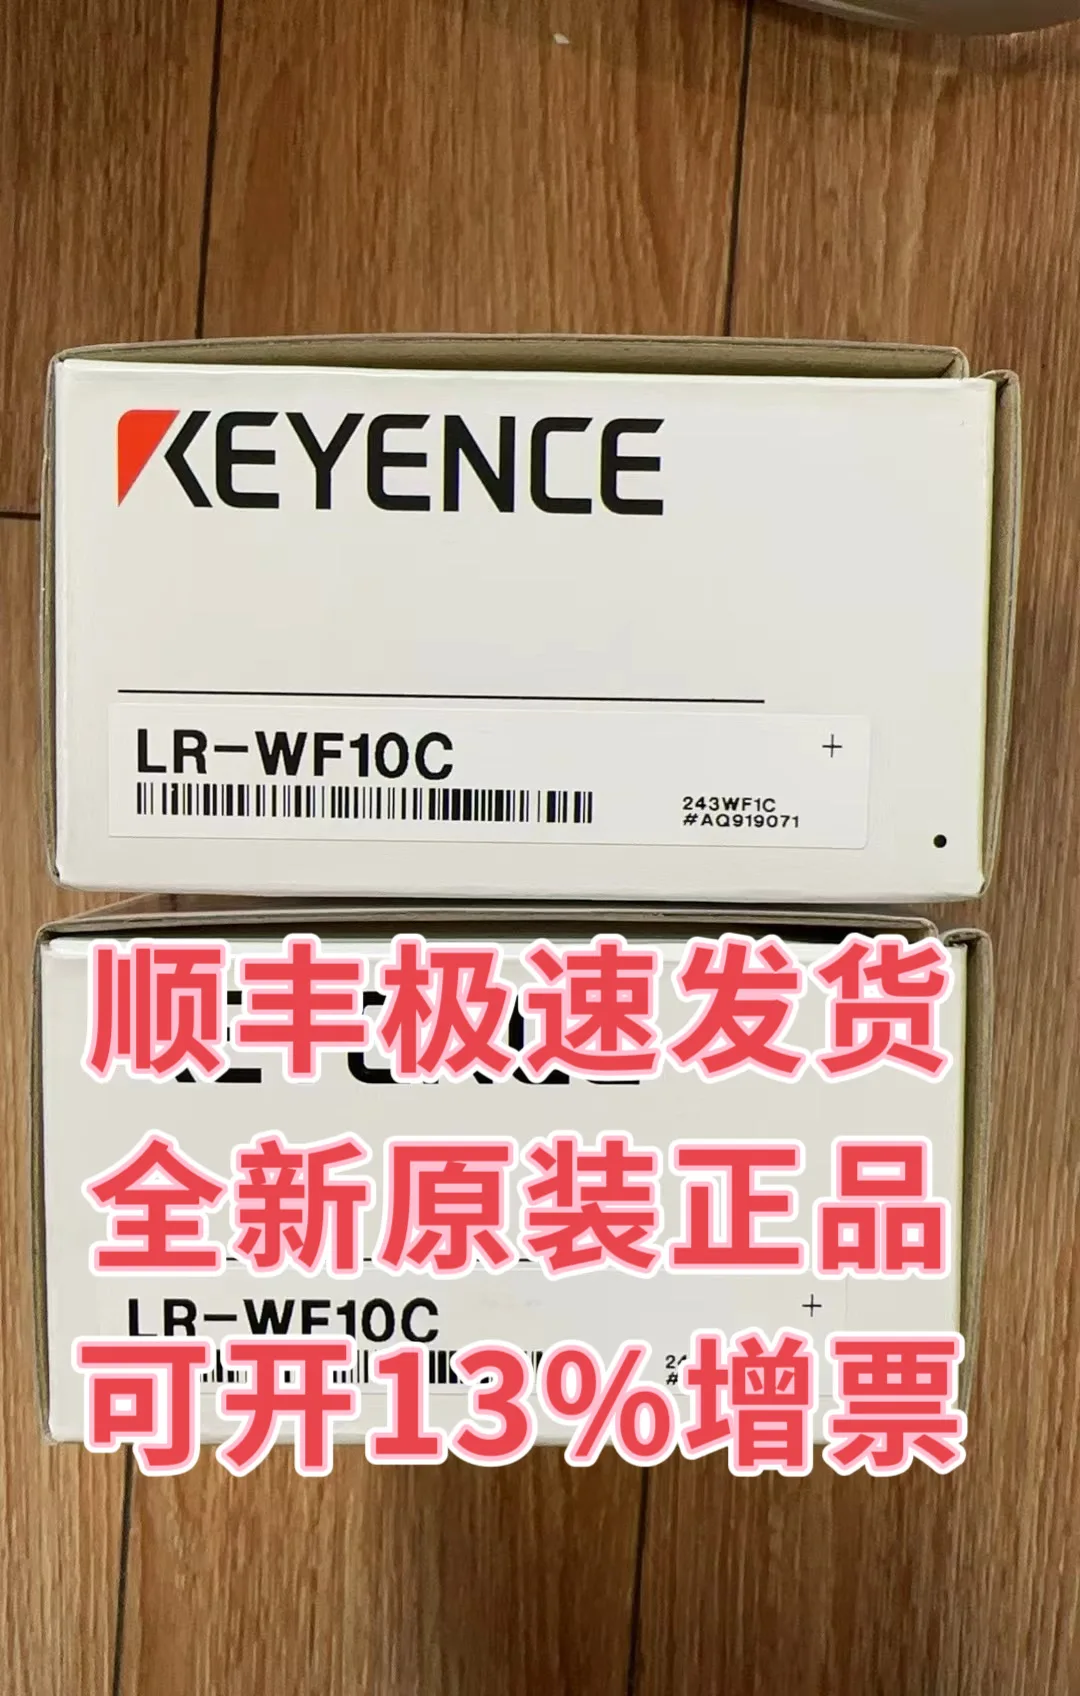 KEYENCE
LR-WF10C
+
243WF1C
#AQ919071
顺丰极速发货
全新原装正品
LR-WF10C
+
可开13%增票